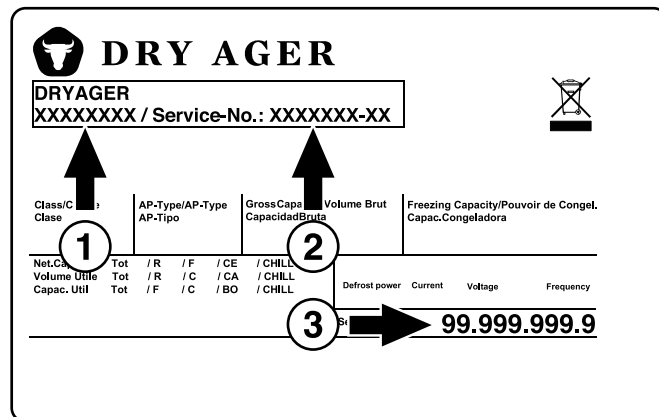 DRY AGER
DRYAGER
XXXXXXXX / Service-No.: XXXXXXX-XX
Class/C e
Clase
AP-Type/AP-Type
AP-Tipo
GrossCapa Volume Brut
CapacidadBruta
Freezing Capacity/Pouvoir de Congel.
Capac.Congeladora
1
2
Net.Ca Tot / R / F / CE / CHILL
Volume Utile Tot / R / C / CA / CHILL
Capac. Util Tot / F / C / BO / CHILL
Defrost power Current Voltage Frequency
3
Se 99.999.999.9